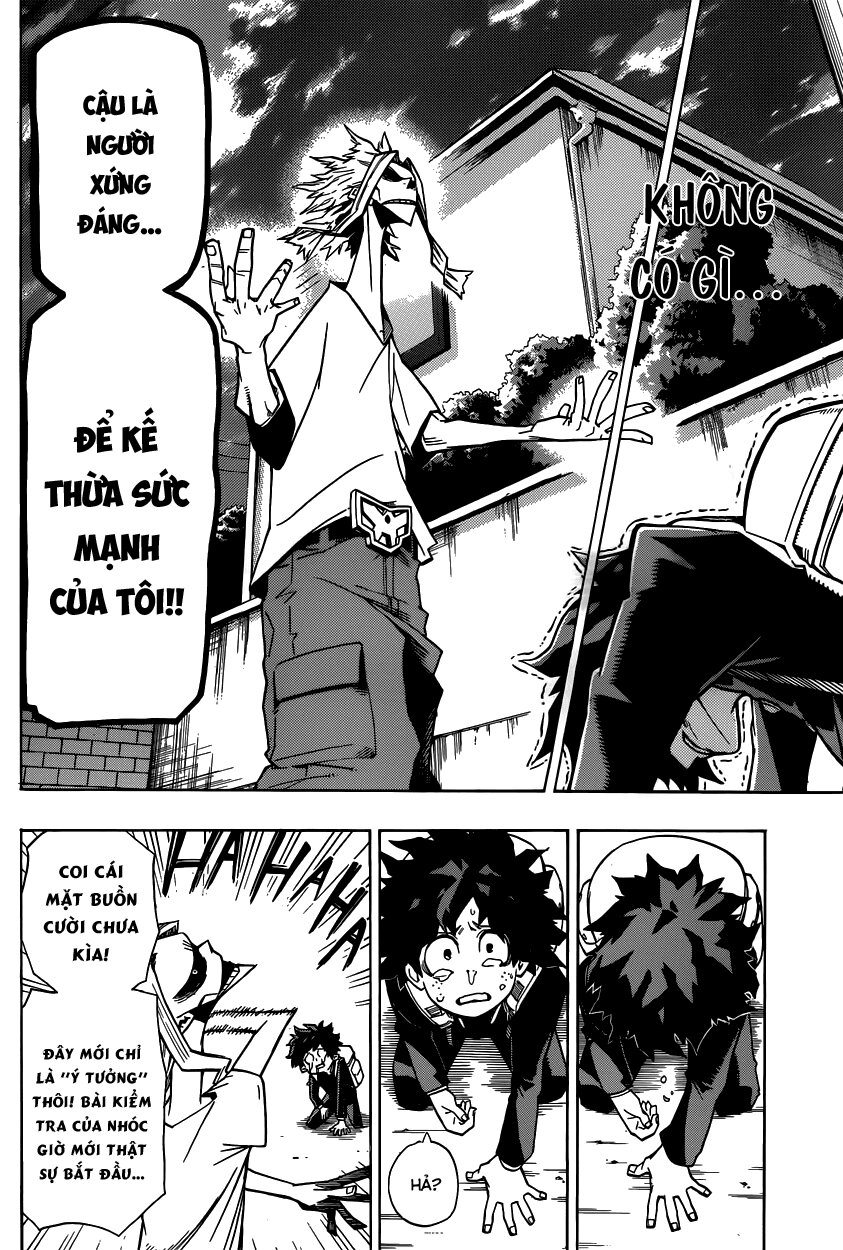 KHÔNG
CÓ GÌ...
CẬU LÀ
NGƯỜI
XỨNG
ĐÁNG...
ĐỂ KẾ
THỪA SỨC
MẠNH
CỦA TÔI!!
HẢ?
HA HAHAHA
COI CÁI
MẶT BUỒN
CƯỜI CHƯA
KÌA!
ĐÂY MỚI CHỈ
LÀ "Ý TƯỞNG"
THÔI! BÀI KIỂM
TRA CỦA NHÓC
GIỜ MỚI THẬT
SỰ BẮT ĐẦU...